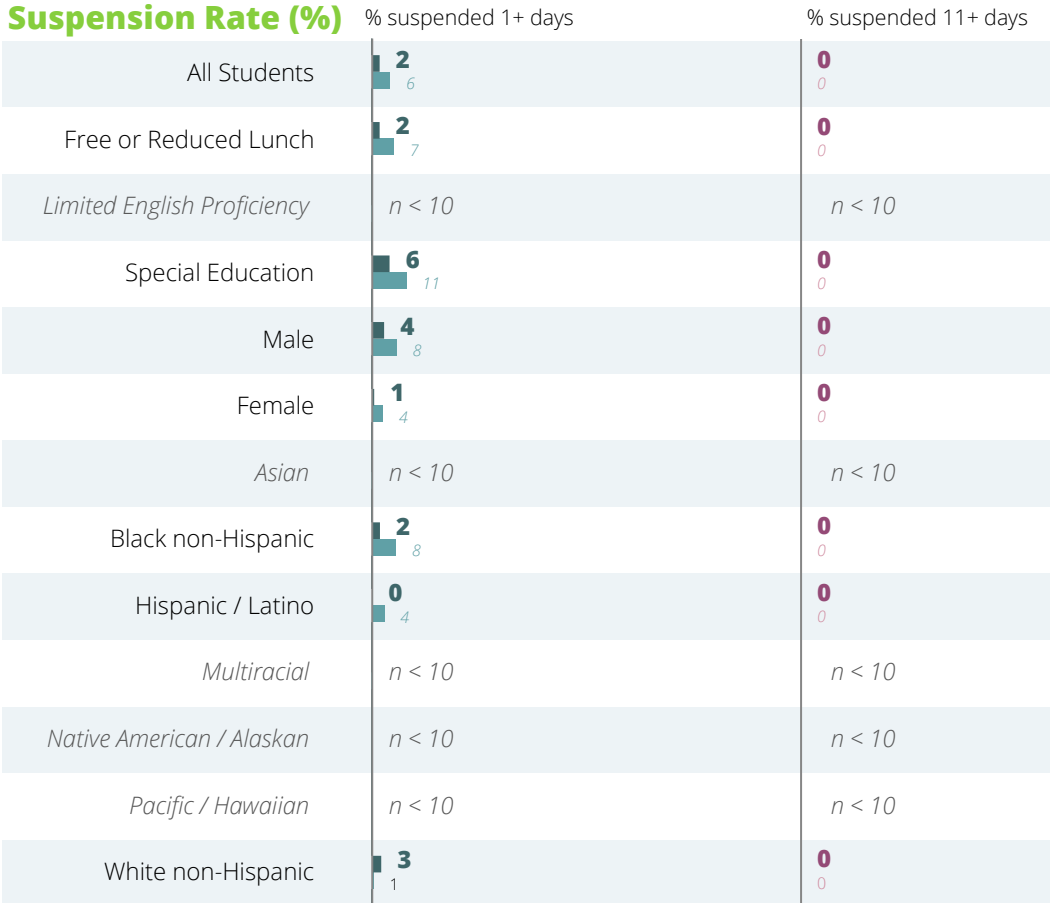 Suspension Rate (%) % suspended 1+ days % suspended 11+ days
All Students 2 0
6 0
Free or Reduced Lunch 2 0
7 0
Limited English Proficiency n < 10 n < 10
Special Education 6 0
11 0
Male 4 0
8 0
Female 1 0
4 0
Asian n < 10 n < 10
Black non-Hispanic 2 0
8 0
Hispanic / Latino 0 0
4 0
Multiracial n < 10 n < 10
Native American / Alaskan n < 10 n < 10
Pacific / Hawaiian n < 10 n < 10
White non-Hispanic 3 0
1 0